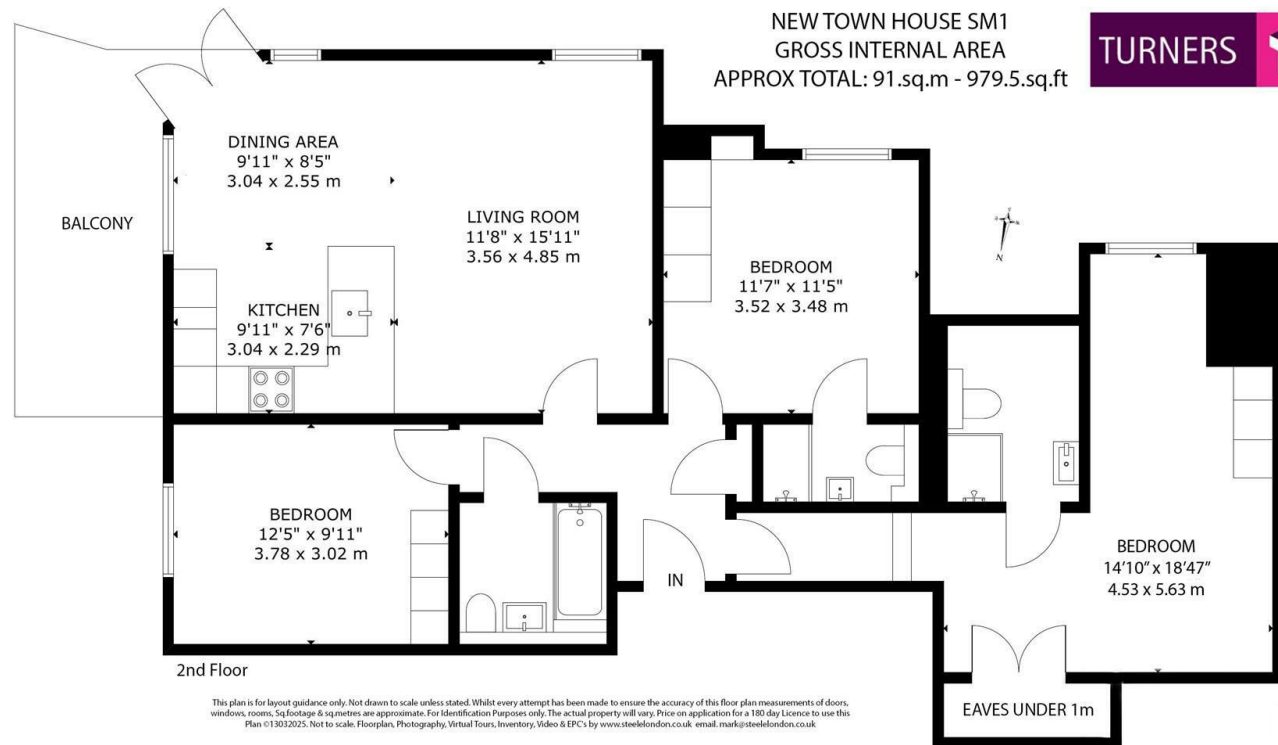 NEW TOWN HOUSE SM1
GROSS INTERNAL AREA
APPROX TOTAL: 91.sq.m - 979.5.sq.ft
TURNERS
DINING AREA
9'11" x 8'5"
3.04 x 2.55 m
BALCONY
LIVING ROOM
11'8" x 15'11"
3.56 x 4.85 m
KITCHEN
9'11" x 7'6"
3.04 x 2.29 m
BEDROOM
11'7" x 11'5"
3.52 x 3.48 m
N
BEDROOM
12'5" x 9'11"
3.78 x 3.02 m
IN
BEDROOM
14'10" x 18'47"
4.53 x 5.63 m
EAVES UNDER 1m
2nd Floor
This plan is for layout guidance only. Not drawn to scale unless stated. Whilst every attempt has been made to ensure the accuracy of this floor plan measurements of doors,
windows, rooms, Sq.footage & sq.metres are approximate. For Identification Purposes only. The actual property will vary. Price on application for a 180 day Licence to use this
Plan ©13032025. Not to scale. Floorplan, Photography, Virtual Tours, Inventory, Video & EPC's by www.steelelondon.co.uk email. mark@steelelondon.co.uk